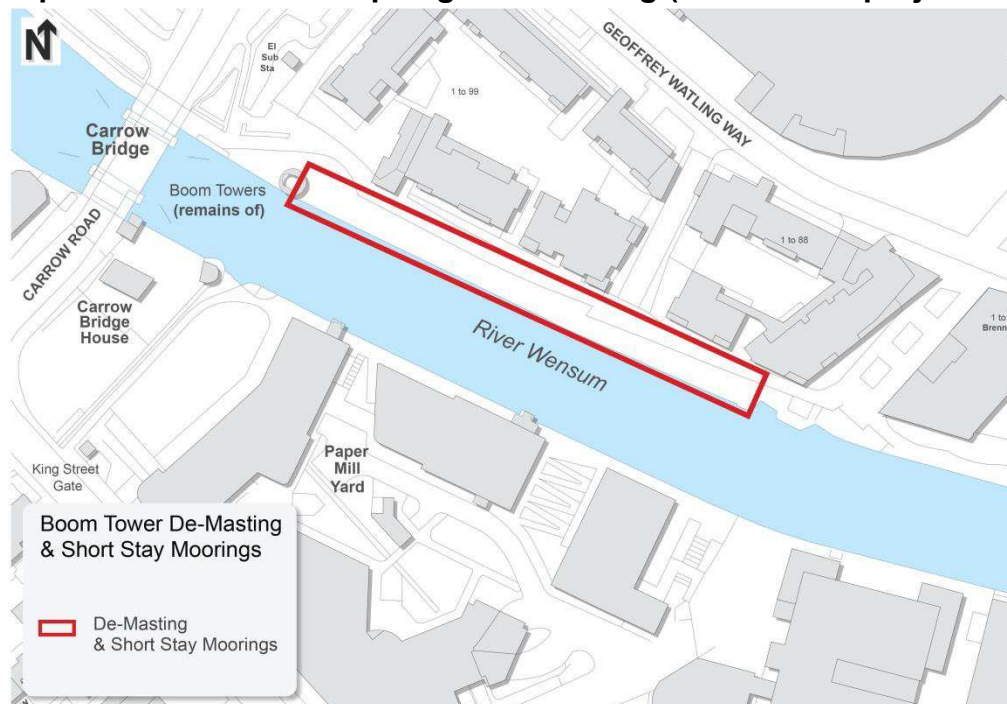 N
El
Sub
Sta
1 to 99
GEOFFREY WATLING WAY
Carrow
Bridge
Boom Towers
(remains of)
CARROW ROAD
1 to 88
1 to
Carrow
Bridge
House
River Wensum
King Street
Gate
Paper
Mill
Yard
Boom Tower De-Masting
& Short Stay Moorings
De-Masting
& Short Stay Moorings